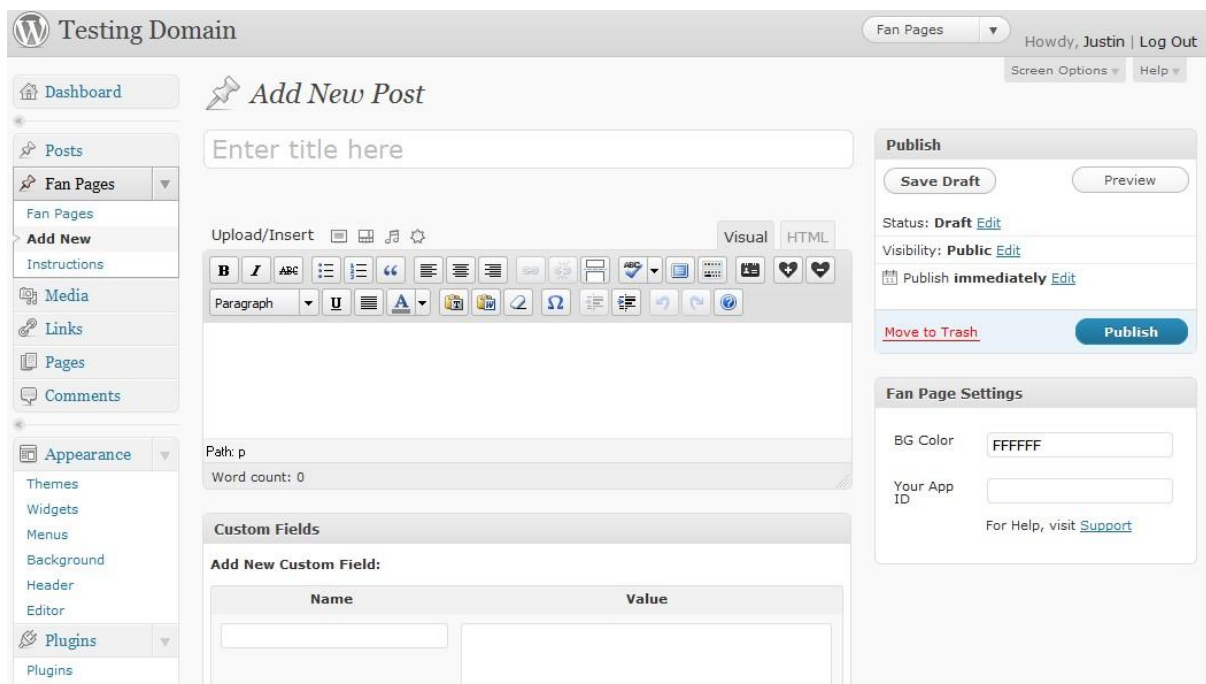 Testing Domain
Fan Pages
Howdy, Justin | Log Out
Screen Options
Help
Dashboard
Posts
Fan Pages
Fan Pages
Add New
Instructions
Media
Links
Pages
Comments
Appearance
Themes
Widgets
Menus
Background
Header
Editor
Plugins
Plugins
Add New Post
Enter title here
Upload/Insert
Visual
HTML
B I ABC “ ABC
Paragraph U A T W Ω ?
Path: p
Word count: 0
Custom Fields
Add New Custom Field:
Name Value
Publish
Save Draft
Preview
Status: Draft Edit
Visibility: Public Edit
Publish immediately Edit
Move to Trash
Publish
Fan Page Settings
BG Color
FFFFFF
Your App
ID
For Help, visit Support